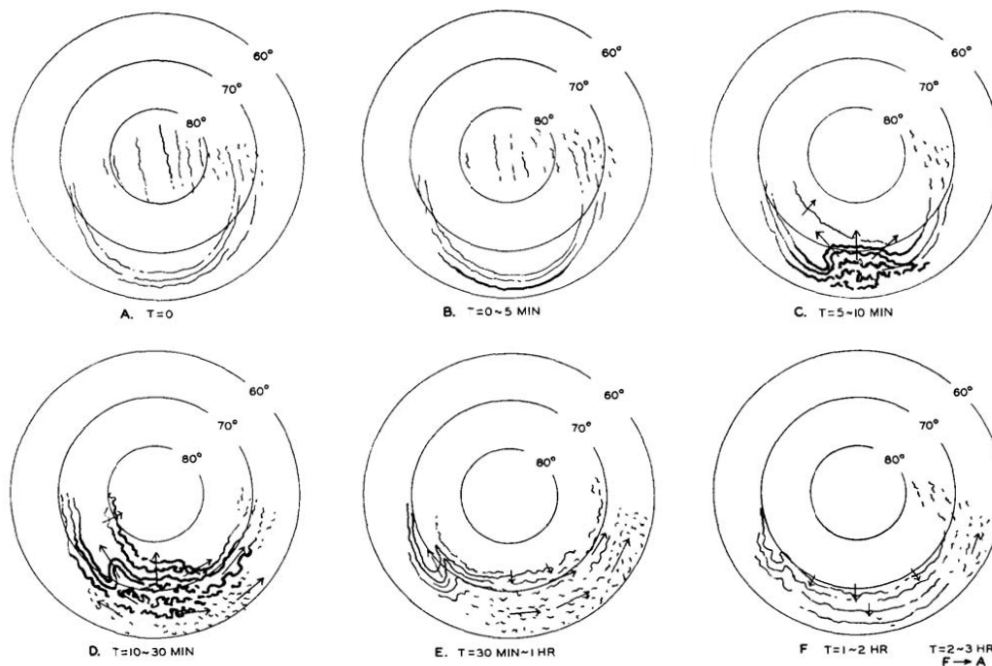 60°
70°
80°
A. T=0
60°
70°
80°
B. T=0~5 MIN
60°
70°
80°
C. T=5~10 MIN
60°
70°
80°
D. T=10~30 MIN
60°
70°
80°
E. T=30 MIN~1 HR
60°
70°
80°
F T=1~2 HR
T=2~3 HR
F→A